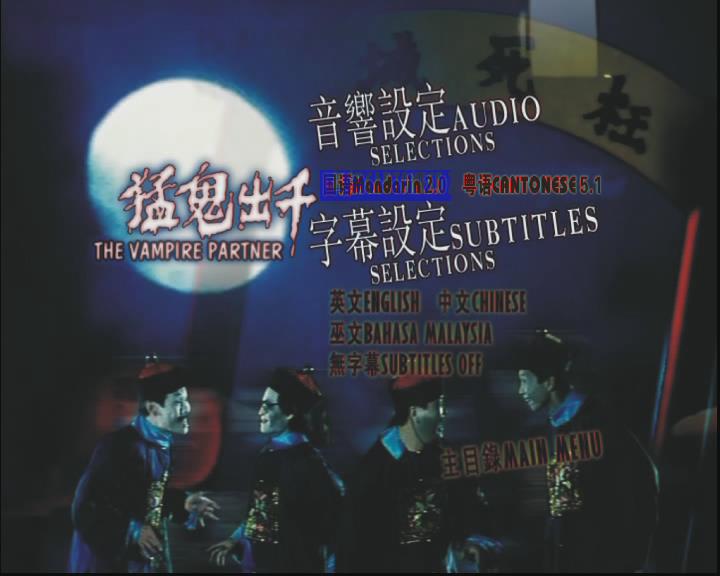 音響設定AUDIO
SELECTIONS
国语Mandarin 2.0 粤语CANTONESE 5.1
猛鬼出千
THE VAMPIRE PARTNER
字幕設定SUBTITLES
SELECTIONS
英文ENGLISH 中文CHINESE
巫文BAHASA MALAYSIA
無字幕SUBTITLES OFF
主目錄MAIN MENU
死枉